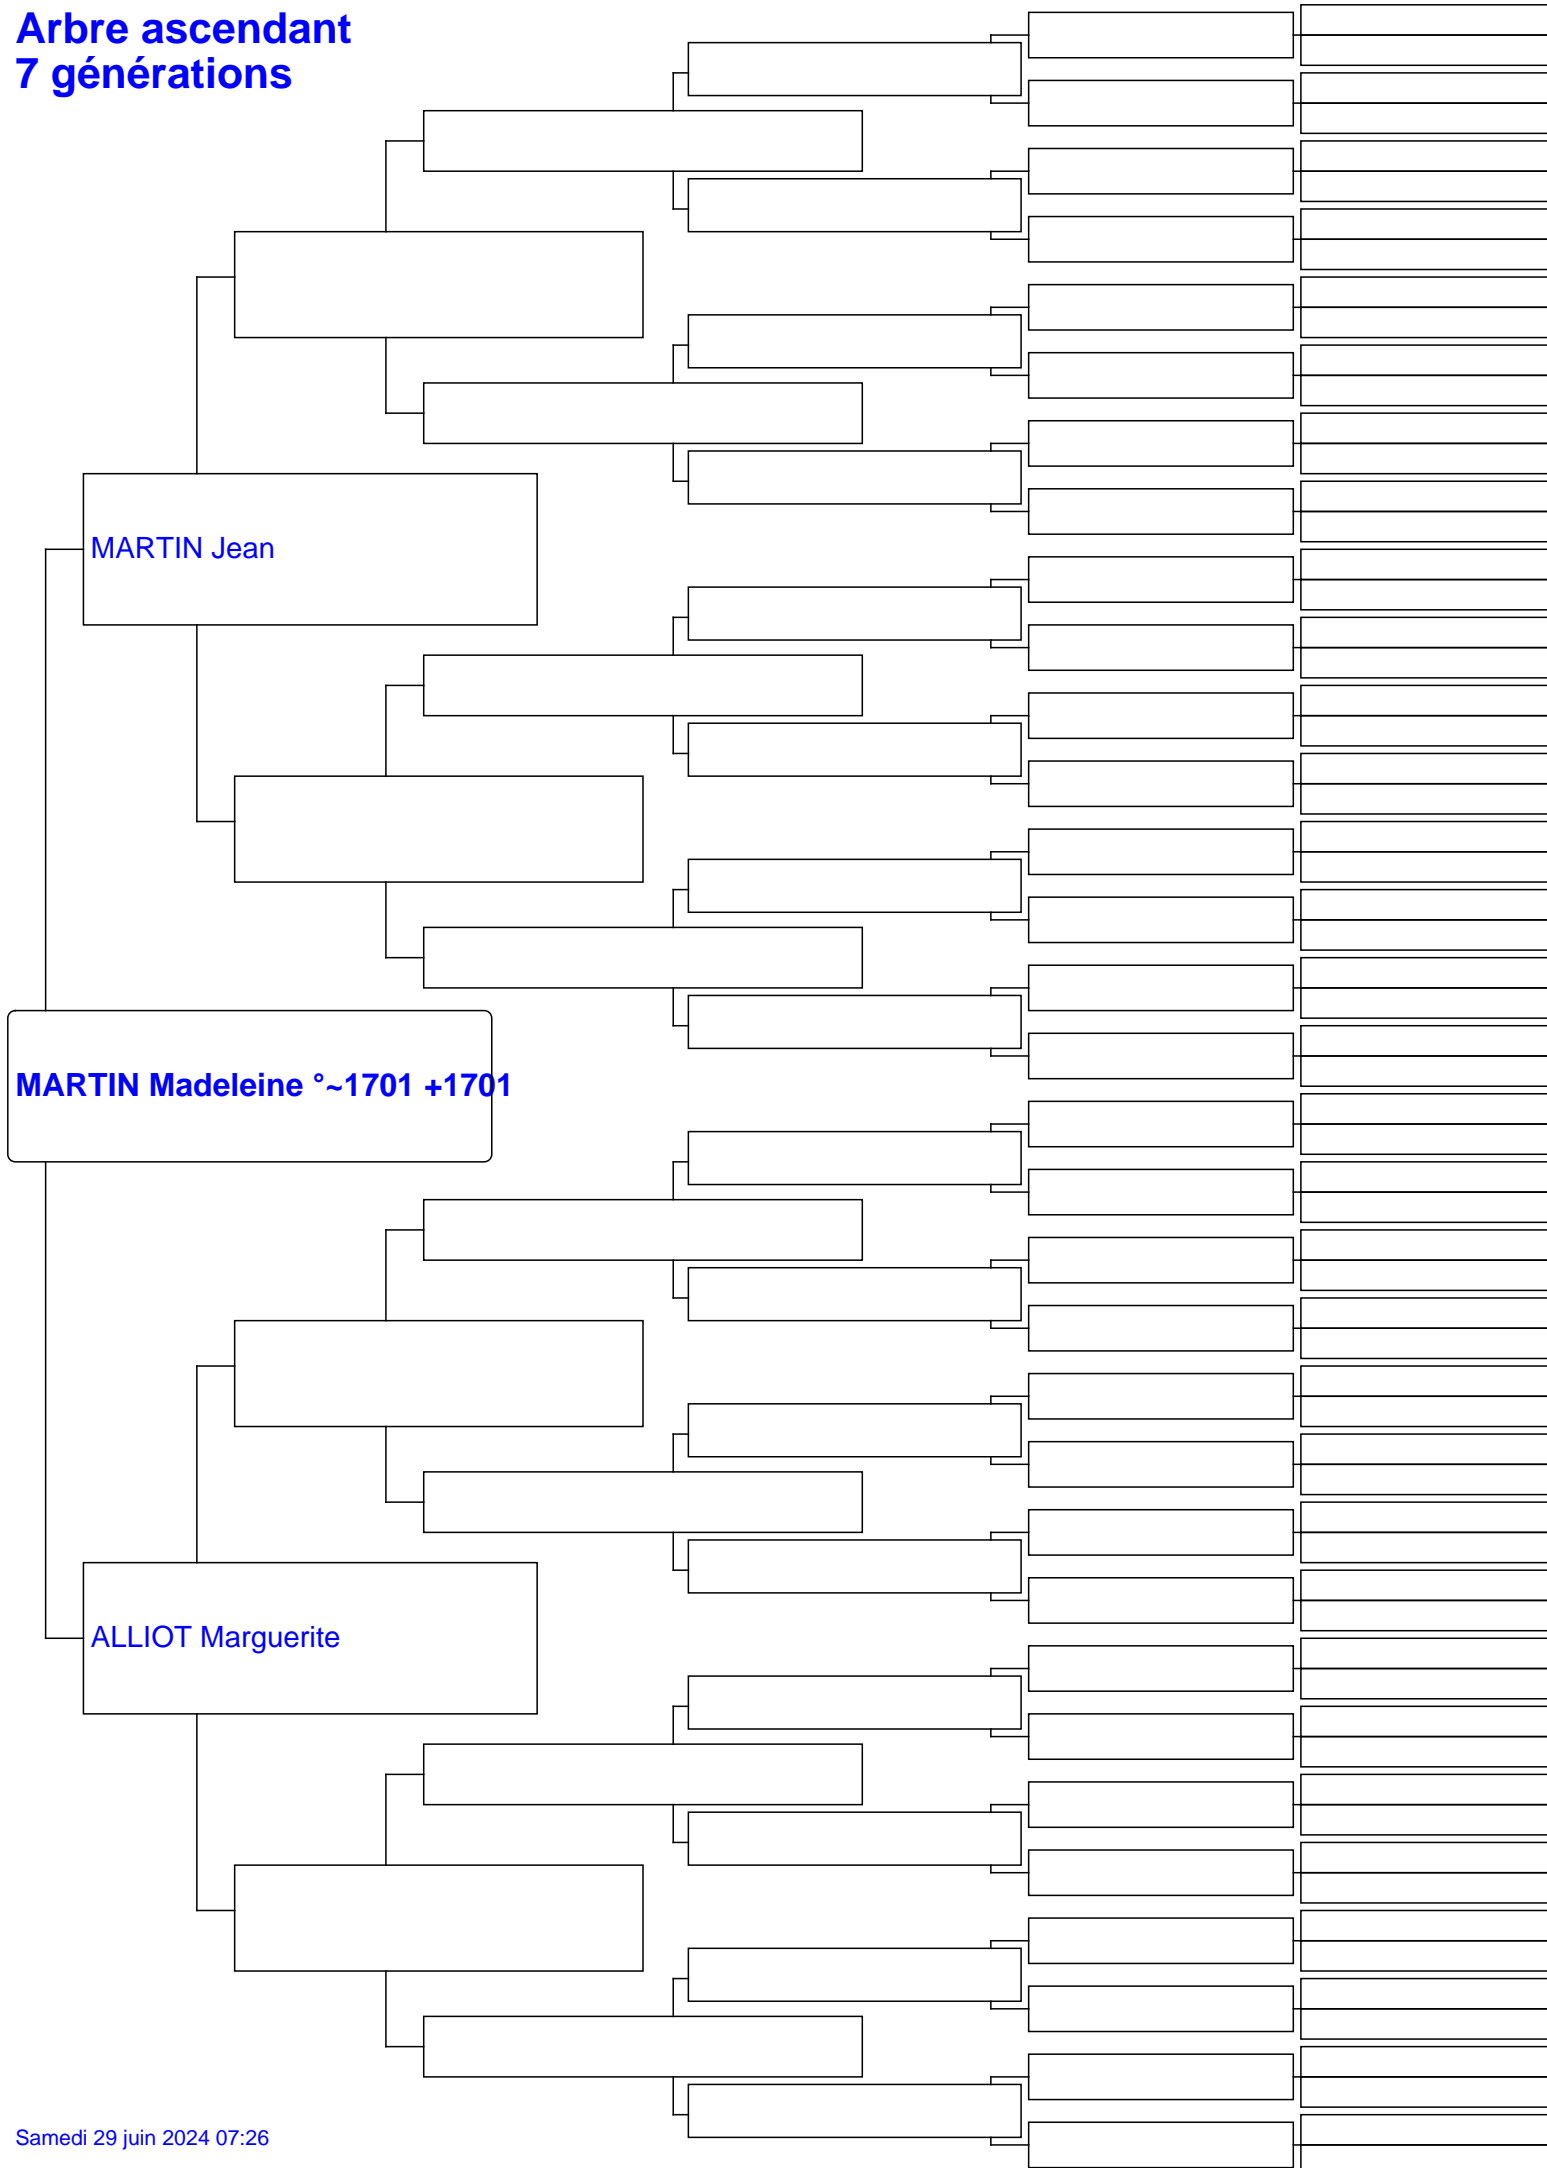 Arbre ascendant
7 générations
MARTIN Jean
MARTIN Madeleine °~1701 +1701
ALLIOT Marguerite
Samedi 29 juin 2024 07:26